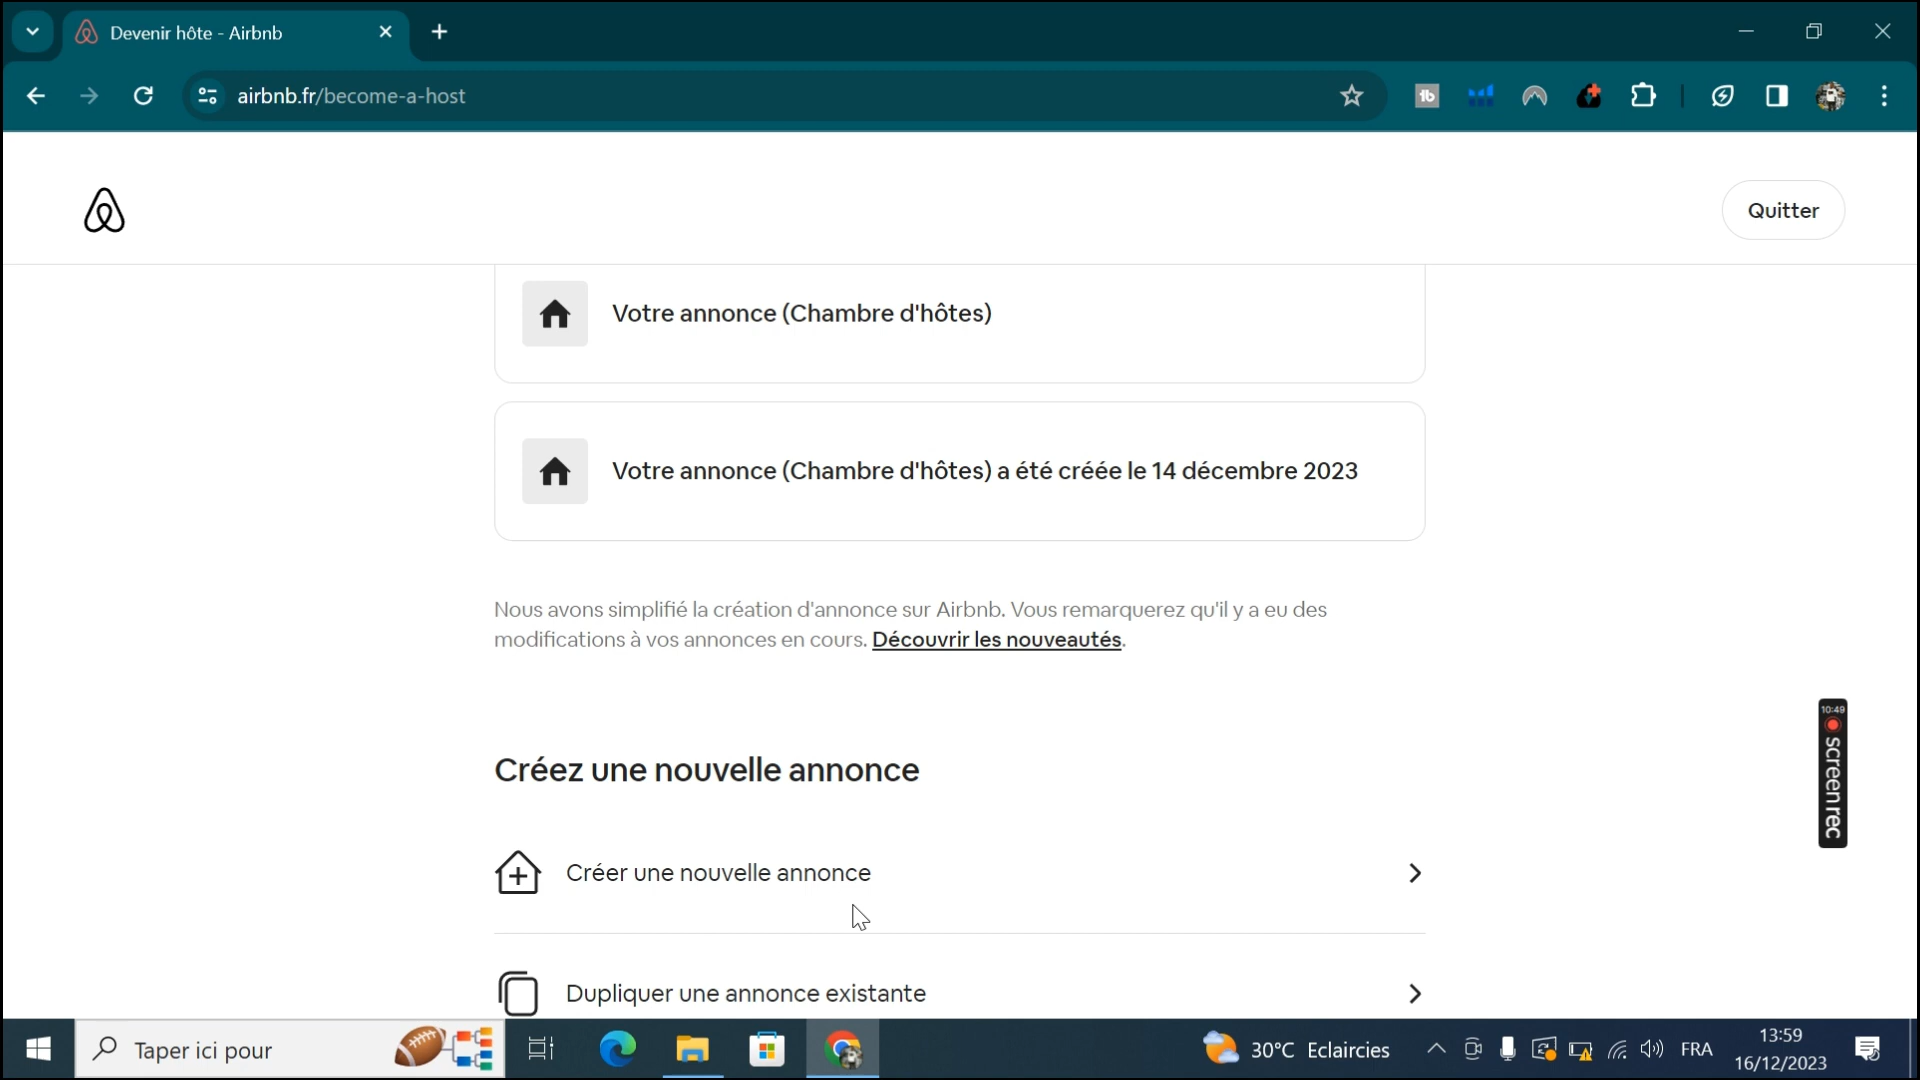 Devenir hôte - Airbnb
airbnb.fr/become-a-host
Quitter
Votre annonce (Chambre d'hôtes)
Votre annonce (Chambre d'hôtes) a été créée le 14 décembre 2023
Nous avons simplifié la création d'annonce sur Airbnb. Vous remarquerez qu'il y a eu des
modifications à vos annonces en cours. Découvrir les nouveautés.
10:49
screenrec
Créez une nouvelle annonce
Créer une nouvelle annonce
Dupliquer une annonce existante
Taper ici pour
30°C Eclaircies
FRA
13:59
16/12/2023